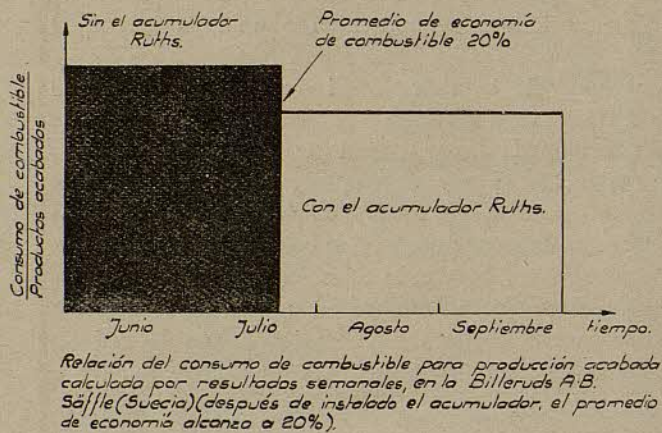 Sin el acumulador
Ruths.
Promedio de economía
de combustible 20%
Consumo de combustible
Productos acabados
Con el acumulador Ruths.
Junio Julio Agosto Septiembre tiempo.
Relación del consumo de combustible para producción acabada
calculada por resultados semanales, en la Billeruds A·B.
Säffle (Suecia) (después de instalado el acumulador, el promedio
de economía alcanza a 20%).